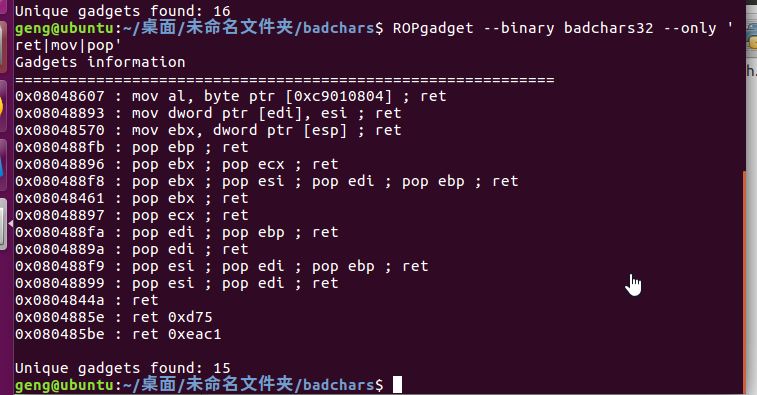 Unique gadgets found: 16
geng@ubuntu:~/桌面/未命名文件夹/badchars$ ROPgadget --binary badchars32 --only '
ret|mov|pop'
Gadgets information
============================================================
0x08048607 : mov al, byte ptr [0xc9010804] ; ret
0x08048893 : mov dword ptr [edi], esi ; ret
0x08048570 : mov ebx, dword ptr [esp] ; ret
0x080488fb : pop ebp ; ret
0x08048896 : pop ebx ; pop ecx ; ret
0x080488f8 : pop ebx ; pop esi ; pop edi ; pop ebp ; ret
0x08048461 : pop ebx ; ret
0x08048897 : pop ecx ; ret
0x080488fa : pop edi ; pop ebp ; ret
0x0804889a : pop edi ; ret
0x080488f9 : pop esi ; pop edi ; pop ebp ; ret
0x08048899 : pop esi ; pop edi ; ret
0x0804844a : ret
0x0804885e : ret 0xd75
0x080485be : ret 0xeac1
Unique gadgets found: 15
geng@ubuntu:~/桌面/未命名文件夹/badchars$
h.